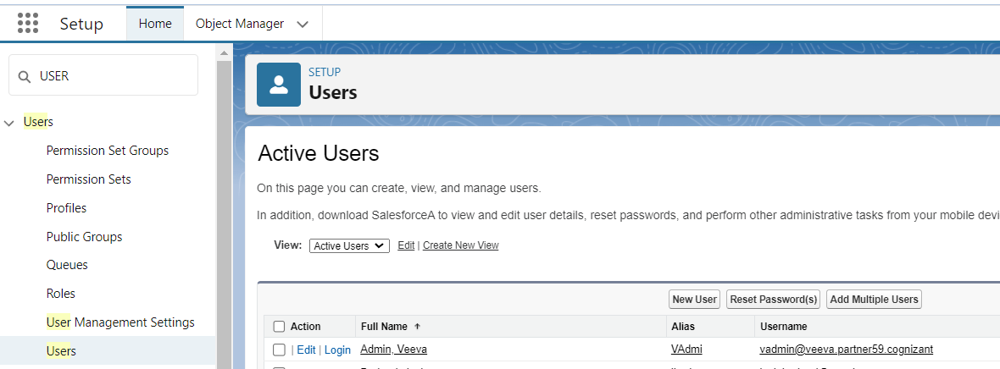 Setup Home Object Manager
USER
Users
Permission Set Groups
Permission Sets
Profiles
Public Groups
Queues
Roles
User Management Settings
Users
SETUP
Users
Active Users
On this page you can create, view, and manage users.
In addition, download SalesforceA to view and edit user details, reset passwords, and perform other administrative tasks from your mobile devi
View: Active Users Edit | Create New View
New User Reset Password(s) Add Multiple Users
Action Full Name ↑ Alias Username
| Edit | Login Admin, Veeva VAdmi vadmin@veeva.partner59.cognizant